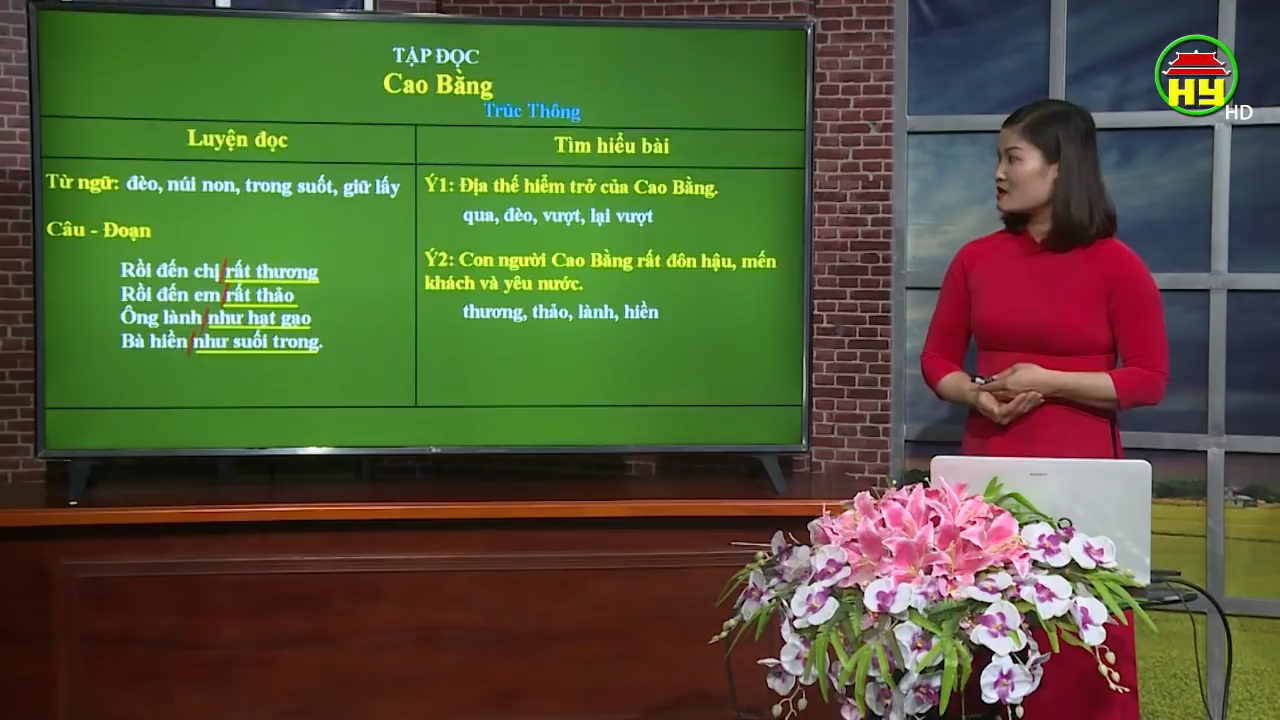 TẬP ĐỌC
Cao Bằng
Trúc Thông
Luyện đọc
Từ ngữ: đèo, núi non, trong suốt, giữ lấy
Câu - Đoạn
Rồi đến chị / rất thương
Rồi đến em / rất thảo
Ông lành / như hạt gạo
Bà hiền / như suối trong.
Tìm hiểu bài
Ý1: Địa thế hiểm trở của Cao Bằng.
qua, đèo, vượt, lại vượt
Ý2: Con người Cao Bằng rất đôn hậu, mến
khách và yêu nước.
thương, thảo, lành, hiền
HY
HD